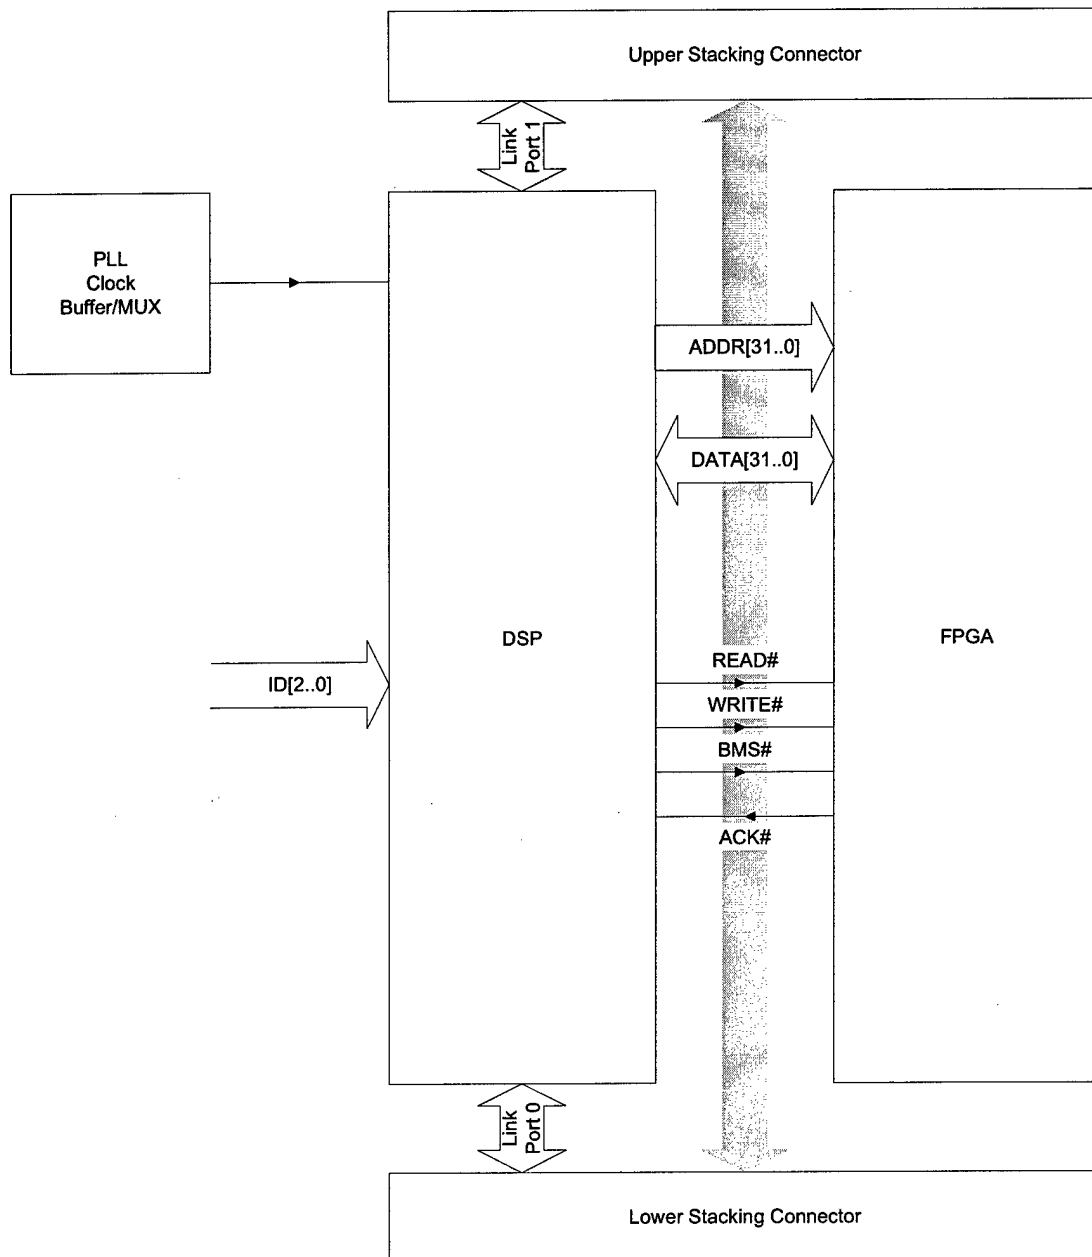 Upper Stacking Connector
Link
Port 1
PLL
Clock
Buffer/MUX
ADDR[31..0]
DATA[31..0]
DSP
FPGA
READ#
ID[2..0]
WRITE#
BMS#
ACK#
Link
Port 0
Lower Stacking Connector